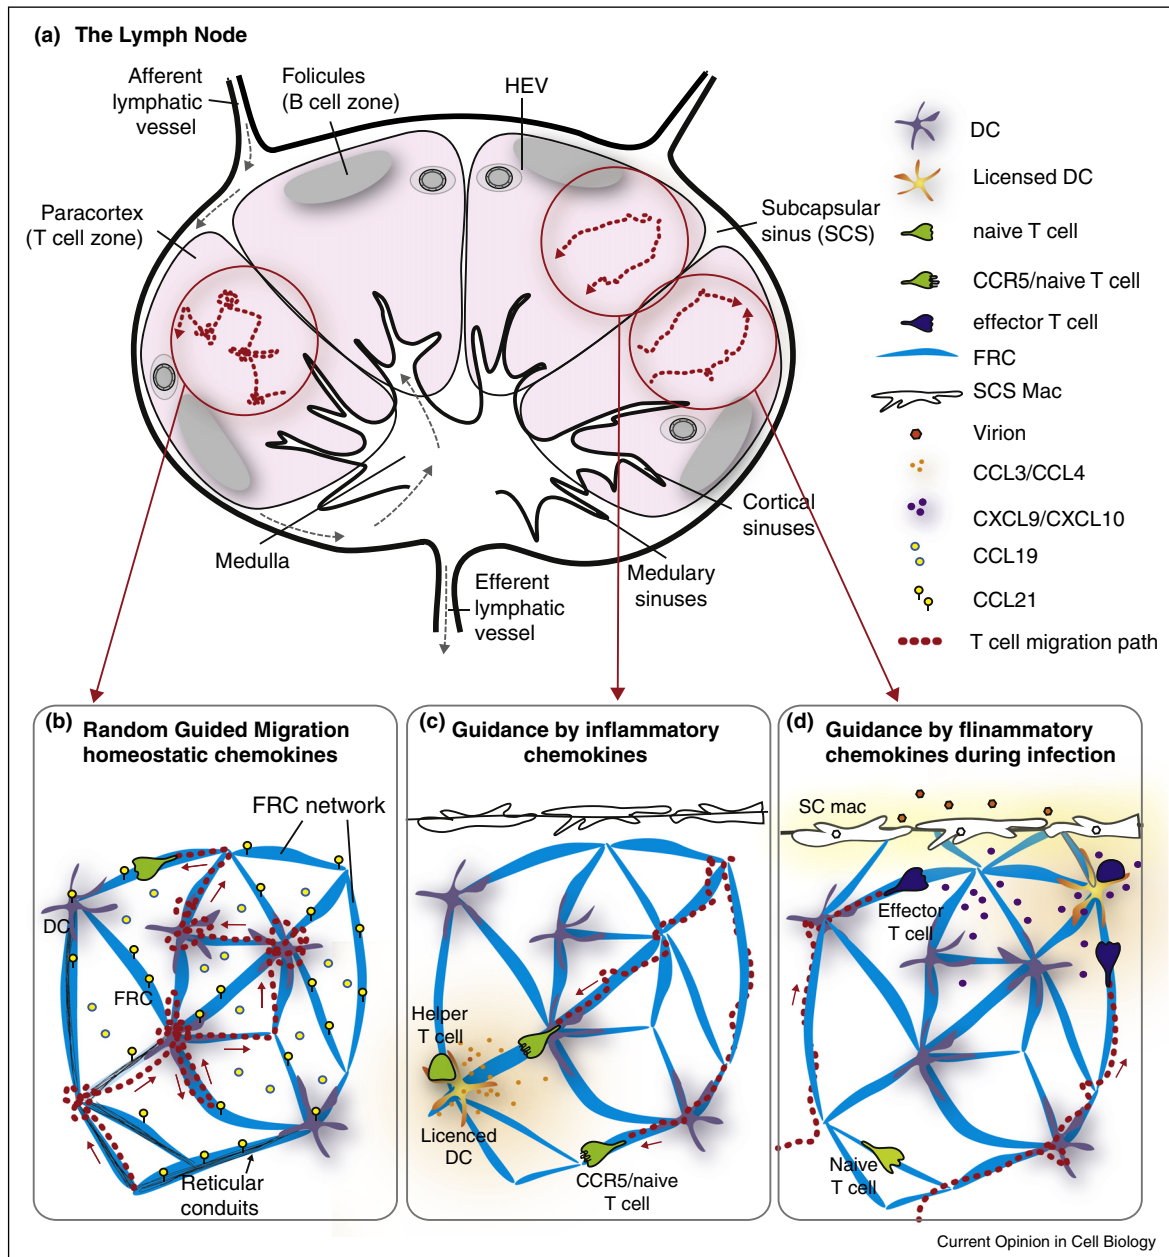 (a) The Lymph Node
Afferent
lymphatic
vessel
Follicules
(B cell zone)
HEV
Paracortex
(T cell zone)
Subcapsular
sinus (SCS)
Medulla
Efferent
lymphatic
vessel
Medulary
sinuses
Cortical
sinuses
DC
Licensed DC
naive T cell
CCR5/naive T cell
effector T cell
FRC
SCS Mac
Virion
CCL3/CCL4
CXCL9/CXCL10
CCL19
CCL21
T cell migration path
(b) Random Guided Migration
homeostatic chemokines
FRC network
DC
FRC
Reticular
conduits
(c) Guidance by inflammatory
chemokines
Helper
T cell
Licenced
DC
CCR5/naive
T cell
(d) Guidance by flinammatory
chemokines during infection
SC mac
Effector
T cell
Naive
T cell
Current Opinion in Cell Biology